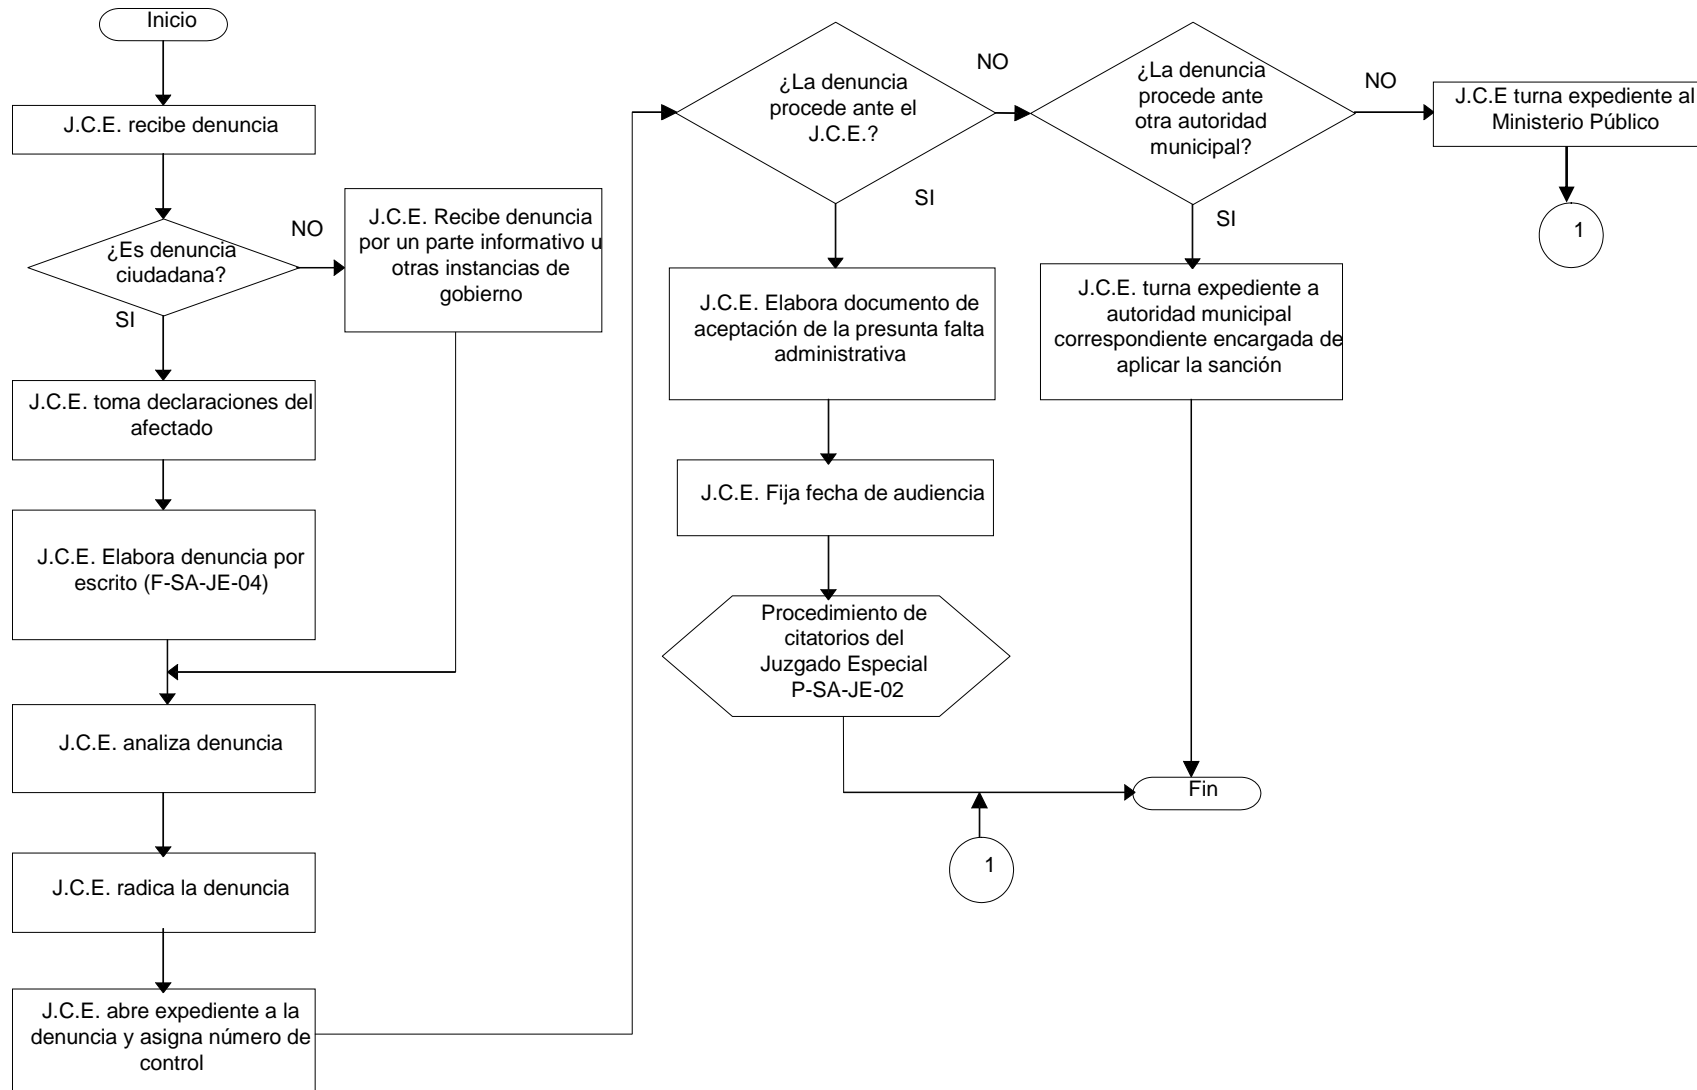 Inicio
J.C.E. recibe denuncia
¿Es denuncia
ciudadana?
NO
SI
J.C.E. Recibe denuncia
por un parte informativo u
otras instancias de
gobierno
J.C.E. toma declaraciones del
afectado
J.C.E. Elabora denuncia por
escrito (F-SA-JE-04)
J.C.E. analiza denuncia
J.C.E. radica la denuncia
J.C.E. abre expediente a la
denuncia y asigna número de
control
¿La denuncia
procede ante el
J.C.E.?
NO
SI
J.C.E. Elabora documento de
aceptación de la presunta falta
administrativa
J.C.E. Fija fecha de audiencia
Procedimiento de
citatorios del
Juzgado Especial
P-SA-JE-02
¿La denuncia
procede ante
otra autoridad
municipal?
NO
SI
J.C.E. turna expediente a
autoridad municipal
correspondiente encargada de
aplicar la sanción
J.C.E turna expediente al
Ministerio Público
1
Fin
1